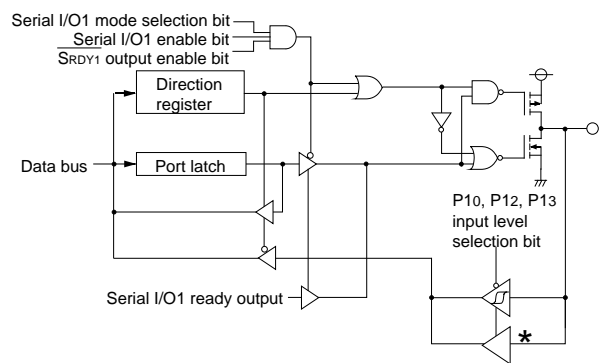 Serial I/O1 mode selection bit
Serial I/O1 enable bit
SRDY1 output enable bit
Direction
register
Data bus
Port latch
P10, P12, P13
input level
selection bit
Serial I/O1 ready output
*